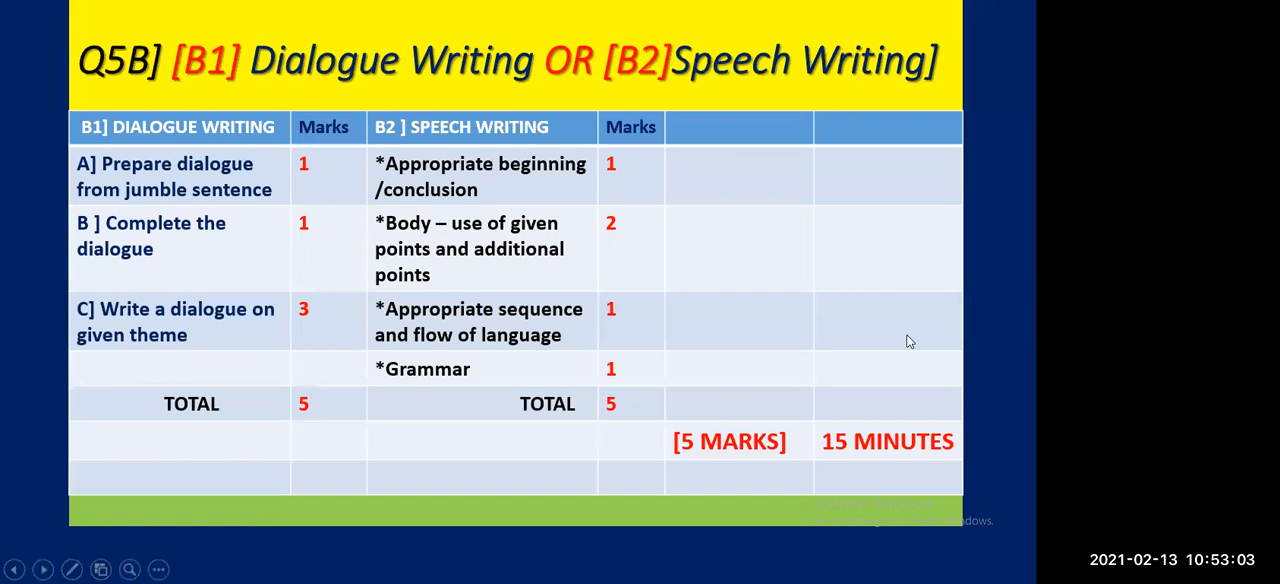 Q5B] [B1] Dialogue Writing OR [B2]Speech Writing]
B1] DIALOGUE WRITING Marks B2 ] SPEECH WRITING Marks
A] Prepare dialogue
from jumble sentence
1
*Appropriate beginning
/conclusion
1
B ] Complete the
dialogue
1
*Body – use of given
points and additional
points
2
C] Write a dialogue on
given theme
3
*Appropriate sequence
and flow of language
1
*Grammar 1
TOTAL 5 TOTAL 5
[5 MARKS] 15 MINUTES
2021-02-13 10:53:03